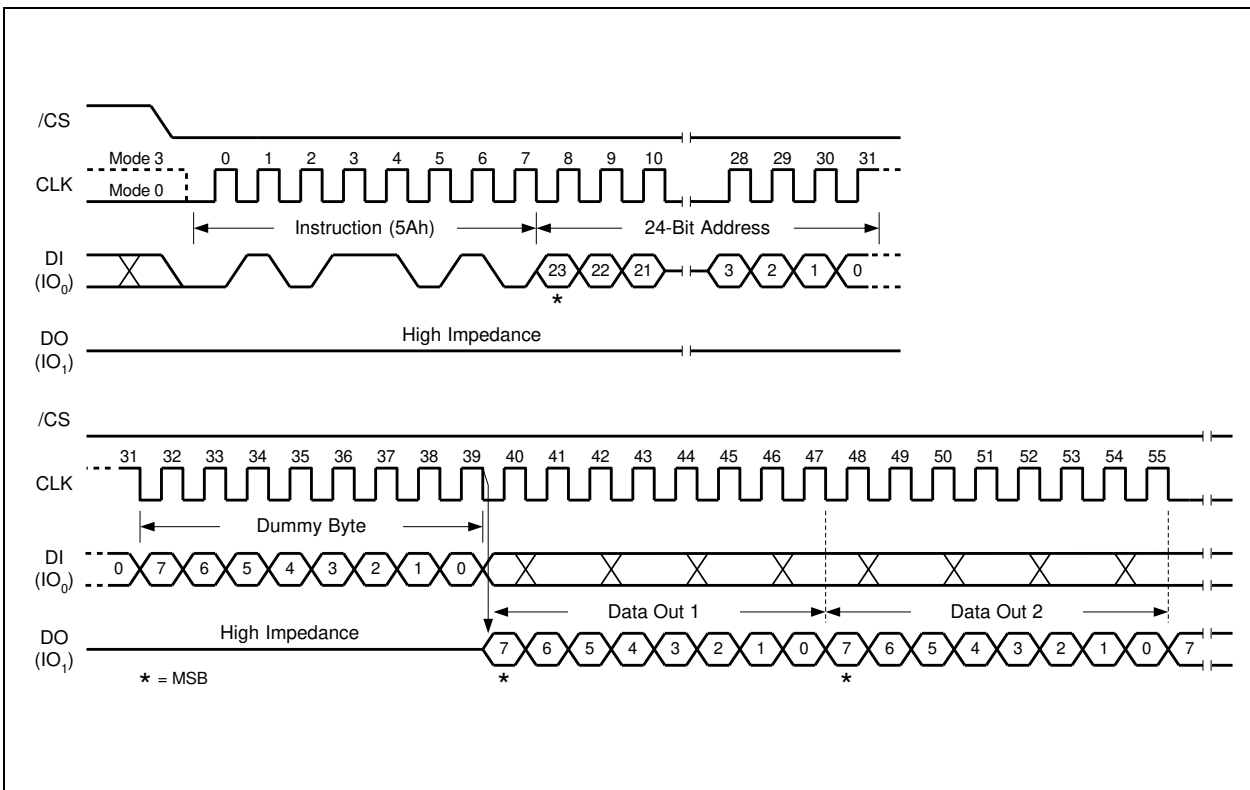 /CS
Mode 3 0 1 2 3 4 5 6 7 8 9 10 28 29 30 31
CLK
Mode 0
Instruction (5Ah) 24-Bit Address
DI
(IO0) 23 22 21 3 2 1 0
*
DO
(IO1)
High Impedance
/CS
31 32 33 34 35 36 37 38 39 40 41 42 43 44 45 46 47 48 49 50 51 52 53 54 55
CLK
Dummy Byte
DI
(IO0) 0 7 6 5 4 3 2 1 0
Data Out 1 Data Out 2
DO
(IO1)
High Impedance
7 6 5 4 3 2 1 0 7 6 5 4 3 2 1 0 7
* = MSB * *